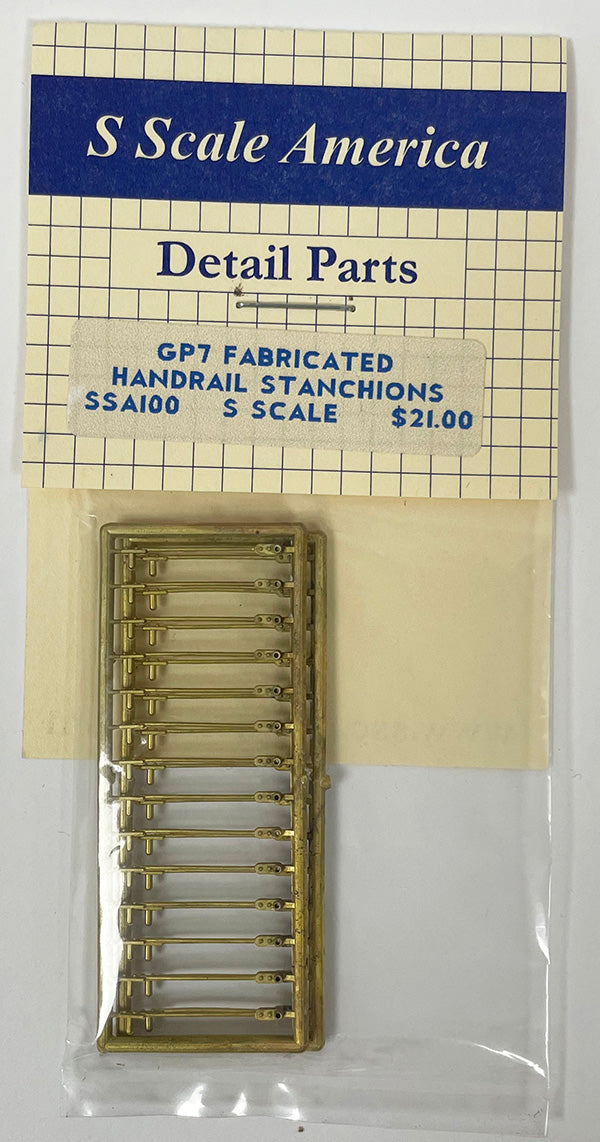 S Scale America
Detail Parts
GP7 FABRICATED
HANDRAIL STANCHIONS
SSA100 S SCALE $21.00